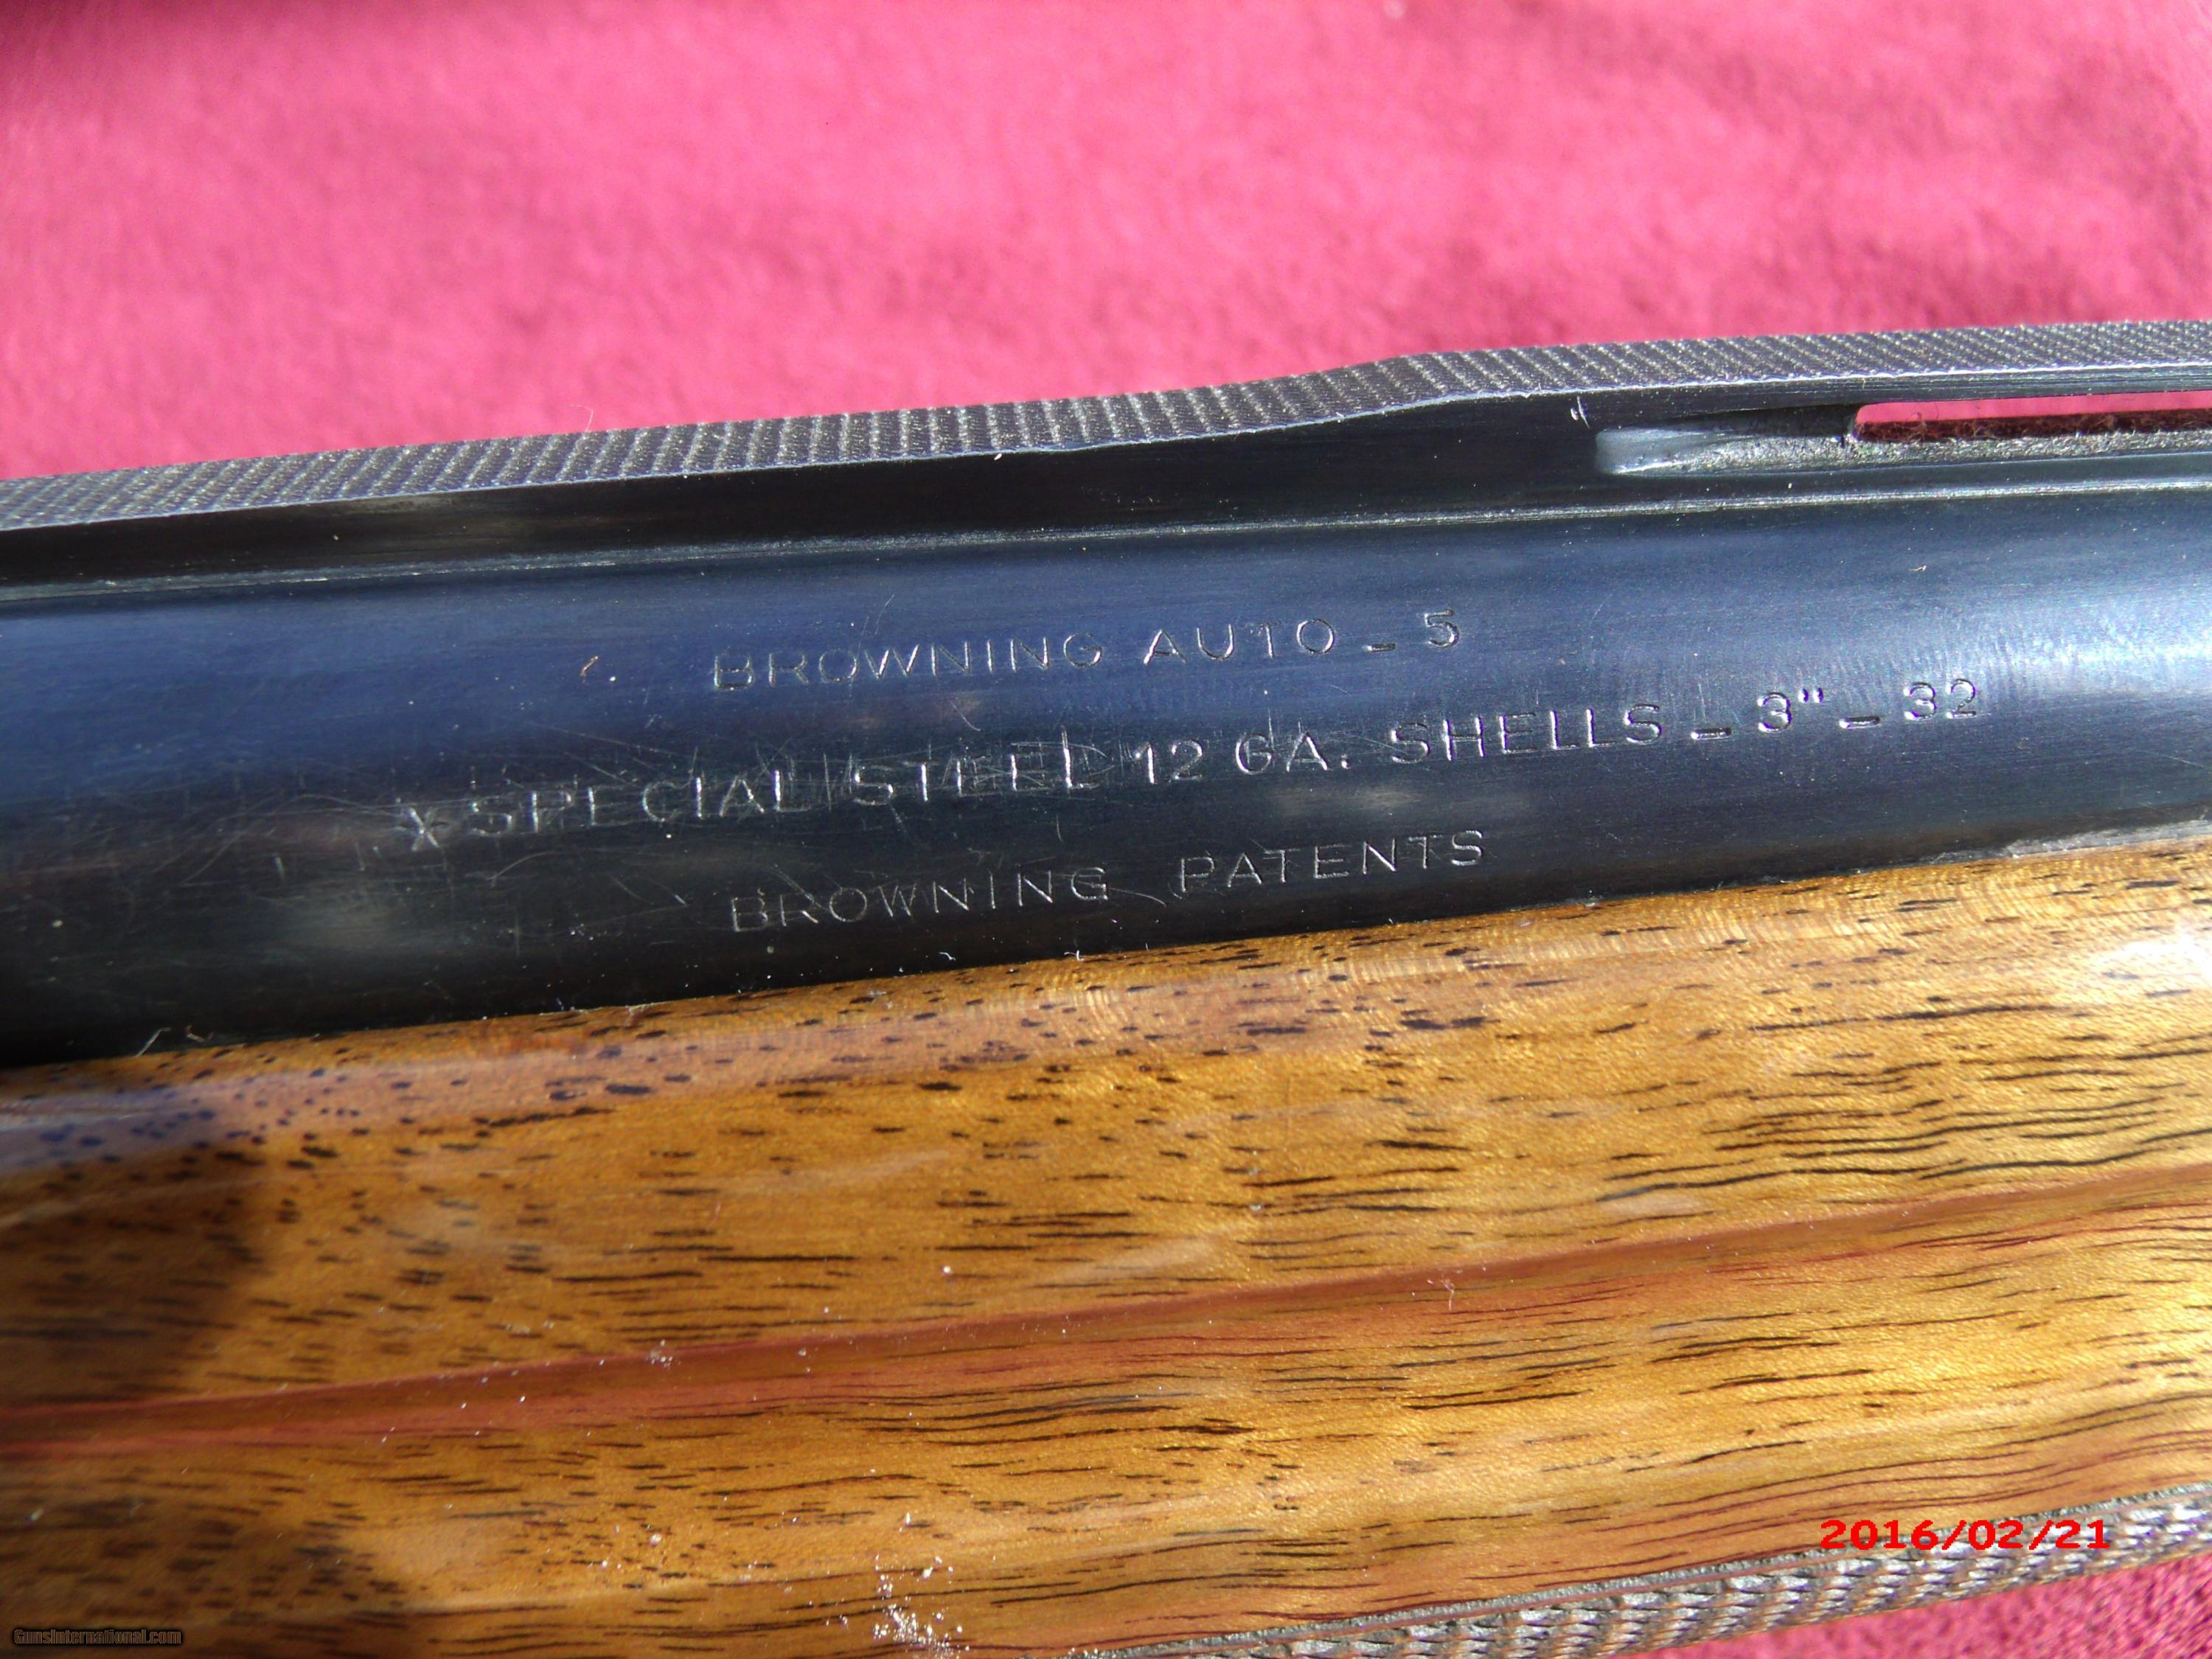 BROWNING AUTO - 5
X SPECIAL STEEL 12 GA. SHELLS - 3" - 32
BROWNING PATENTS
2016/02/21
GunsInternational.com